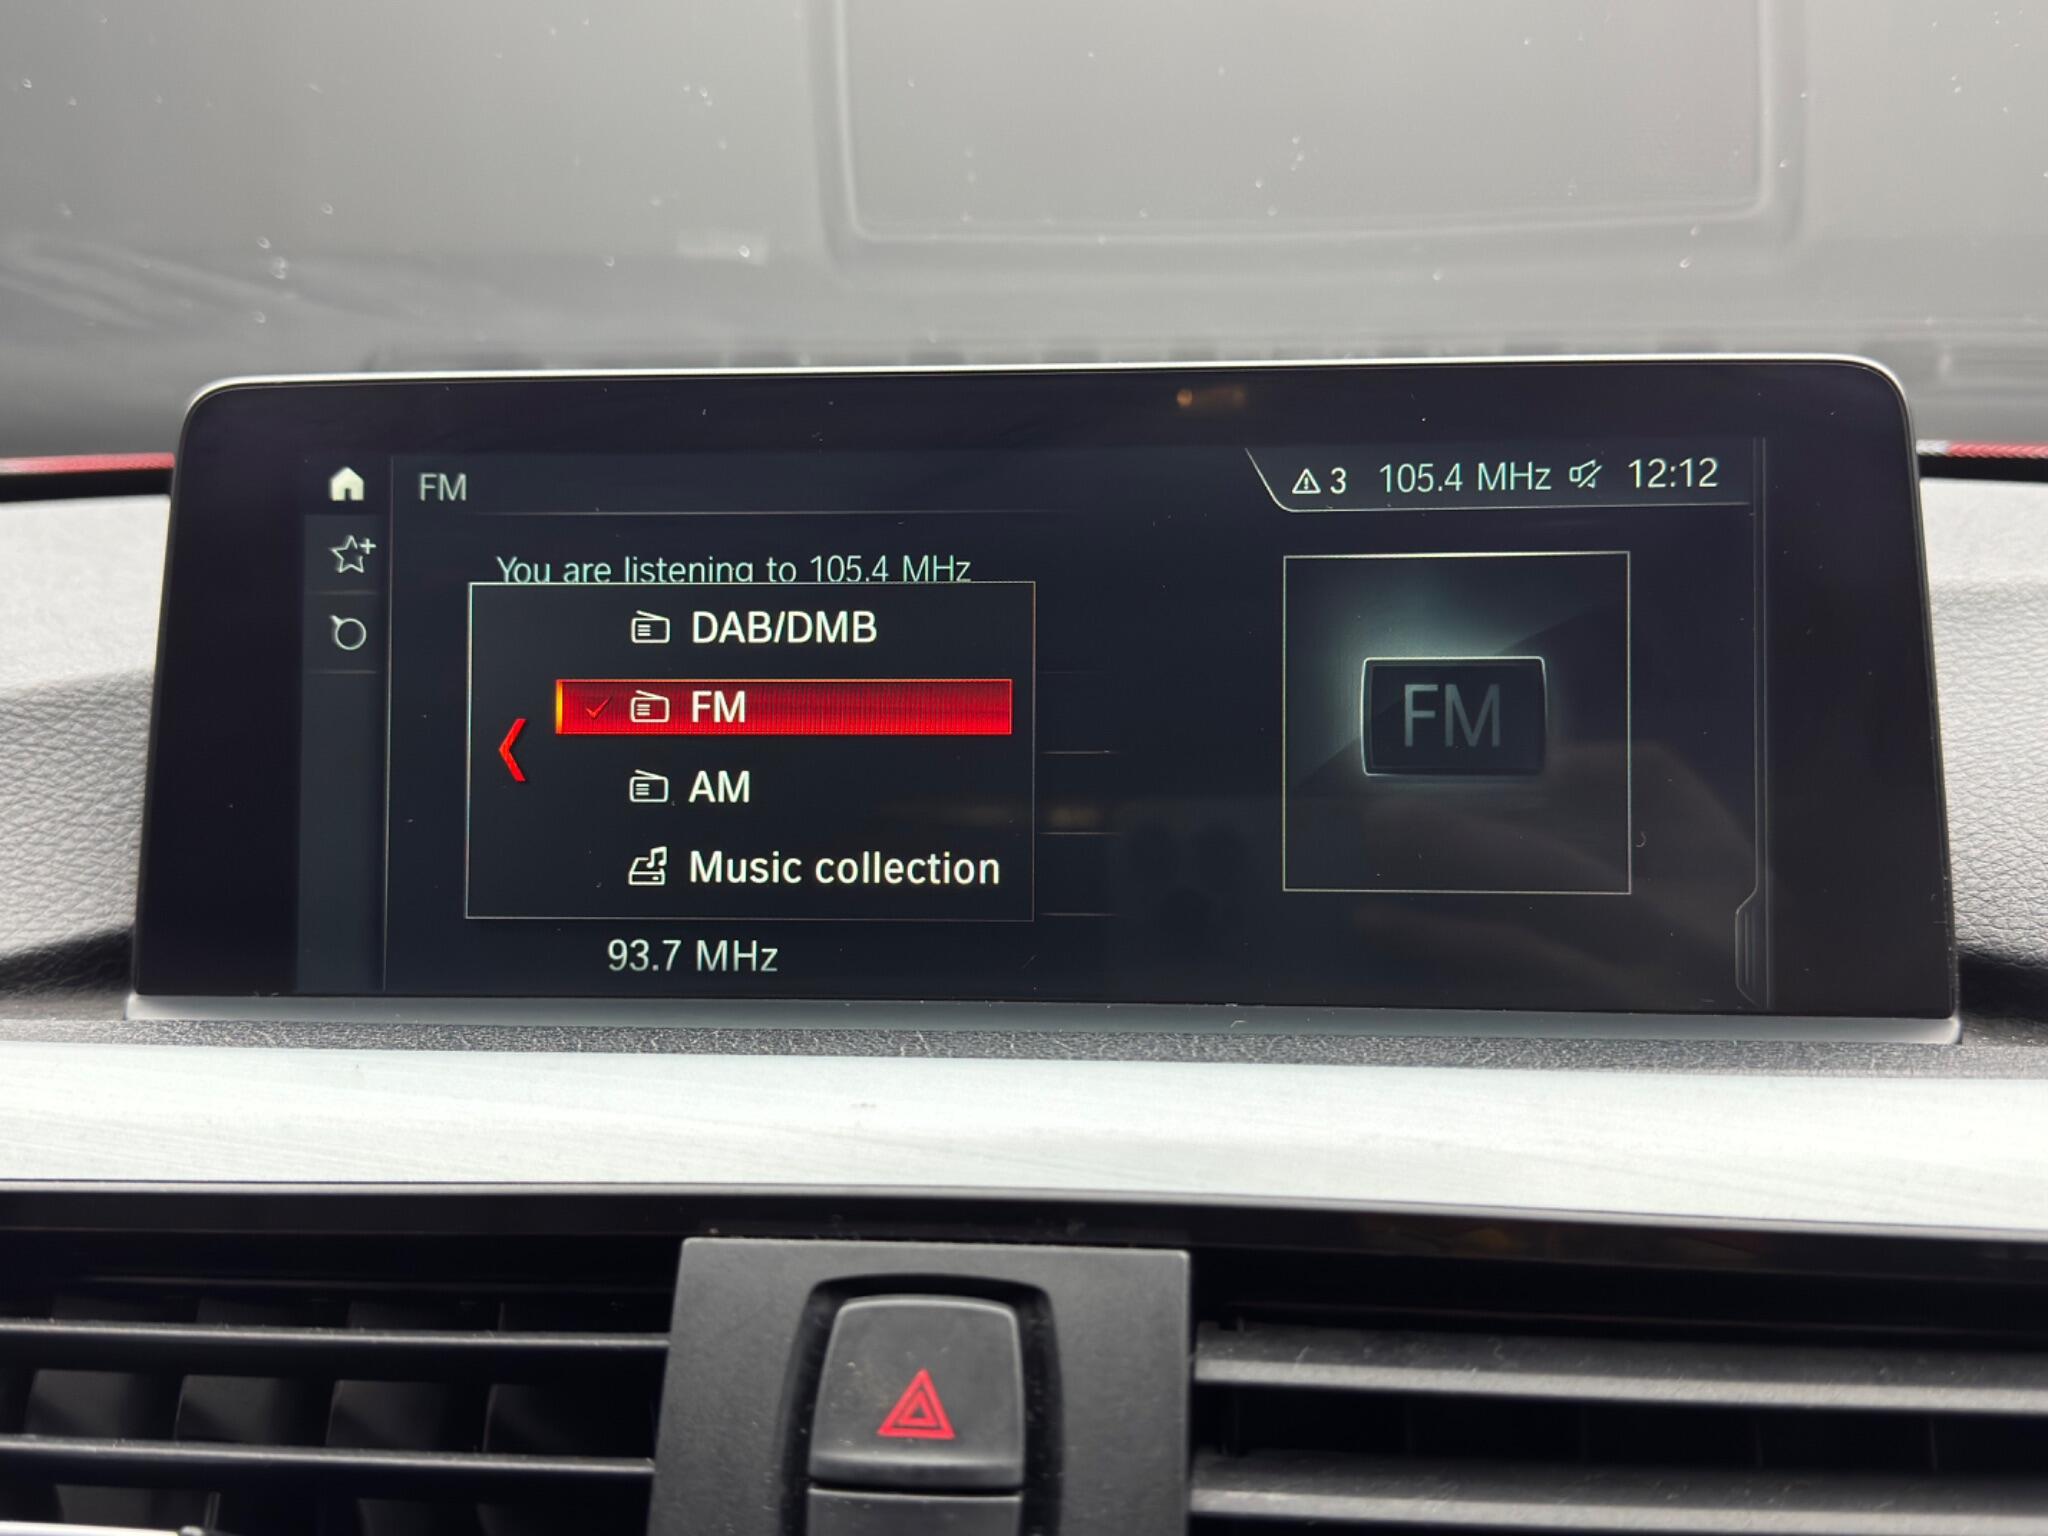 FM
3 105.4 MHz 12:12
You are listening to 105.4 MHz
DAB/DMB
FM
AM
Music collection
93.7 MHz
FM